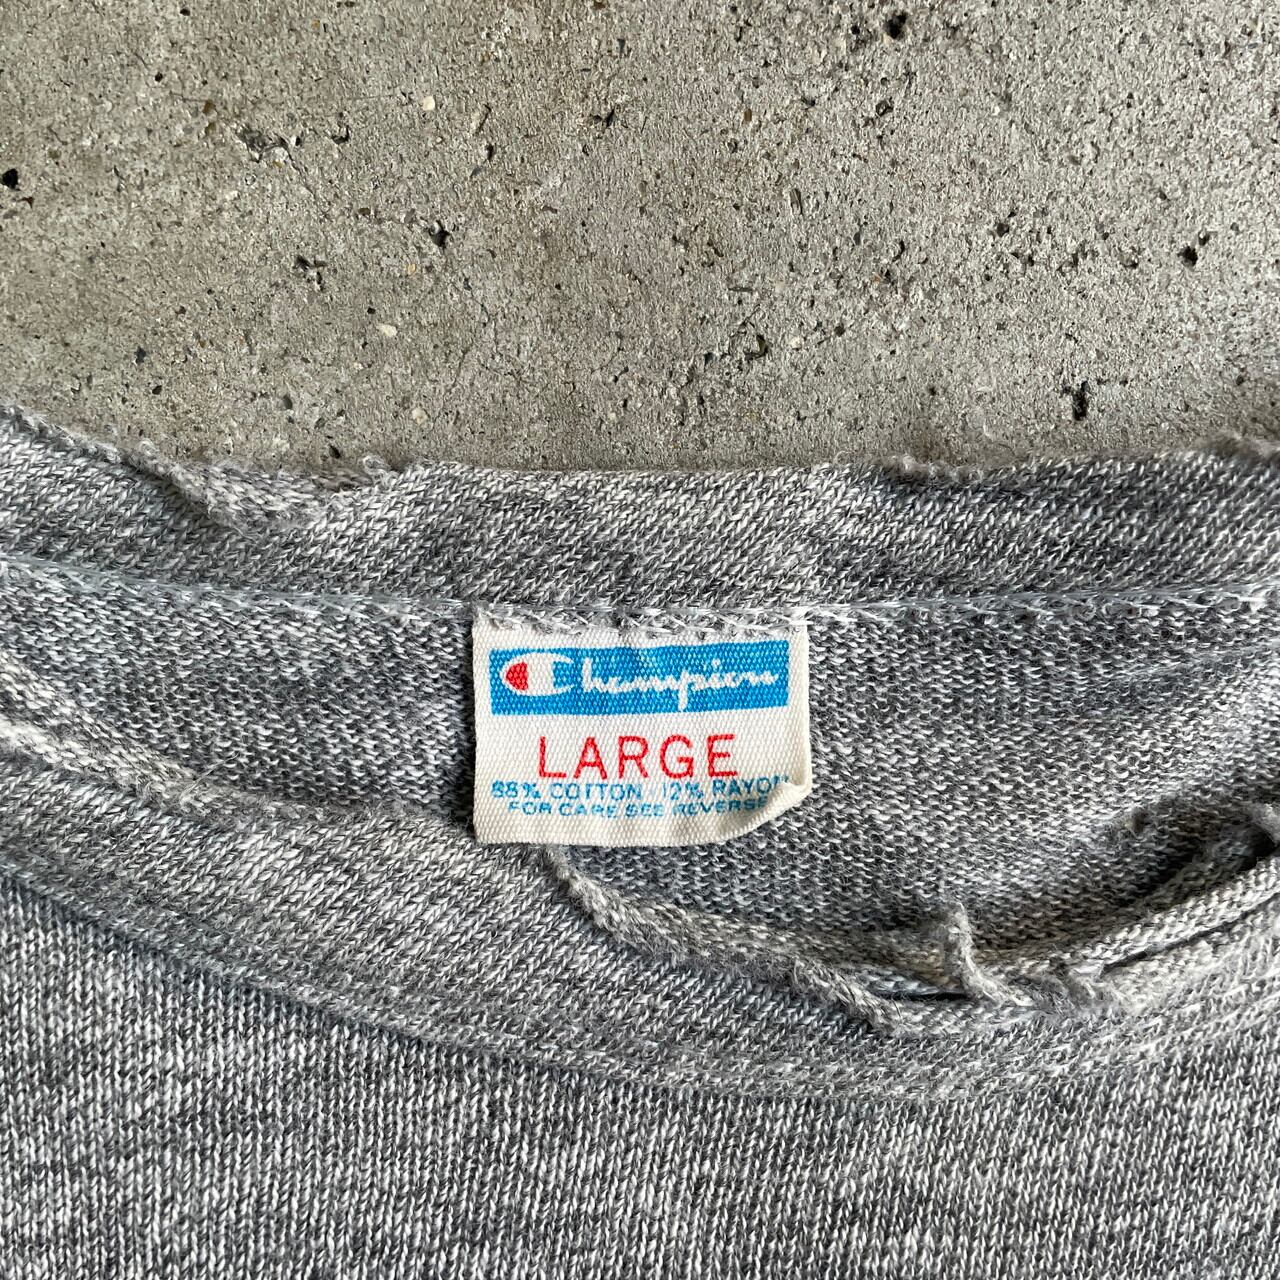 Champion
LARGE
88% COTTON 12% RAYON
FOR CARE SEE REVERSE